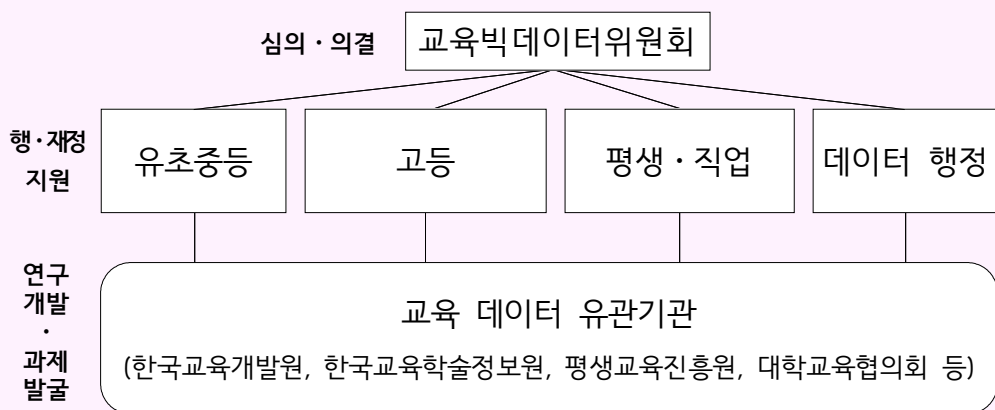 심의·의결
교육빅데이터위원회
행·재정
지원
유초중등
고등
평생·직업
데이터 행정
연구
개발
·
과제
발굴
교육 데이터 유관기관
(한국교육개발원, 한국교육학술정보원, 평생교육진흥원, 대학교육협의회 등)